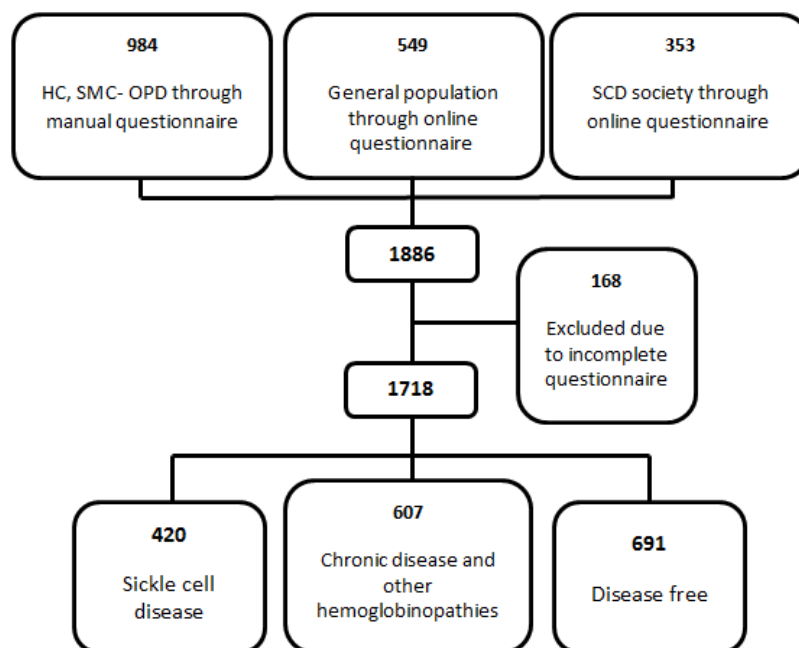 984
HC, SMC- OPD through
manual questionnaire
549
General population
through online
questionnaire
353
SCD society through
online questionnaire
1886
168
Excluded due
to incomplete
questionnaire
1718
420
Sickle cell
disease
607
Chronic disease and
other
hemoglobinopathies
691
Disease free